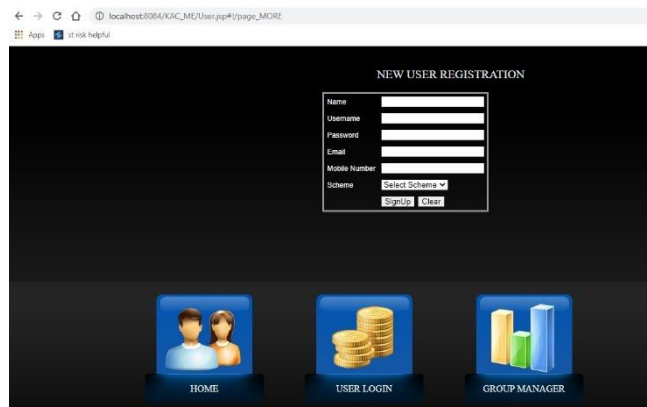 localhost:8084/KAC_ME/User.jsp#!/page_MORE
Apps st risk helpful
NEW USER REGISTRATION
Name
Username
Password
Email
Mobile Number
Scheme Select Scheme
SignUp Clear
HOME USER LOGIN GROUP MANAGER